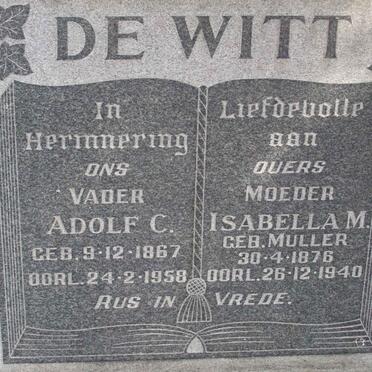 DE WITT
In Liefdevolle
Herinnering aan
ONS OUERS
VADER MOEDER
ADOLF C. ISABELLA M.
GEB. 9-12-1867 GEB. MULLER
30-4-1876
OORL. 24-2-1958 OORL. 26-12-1940
RUS IN VREDE.